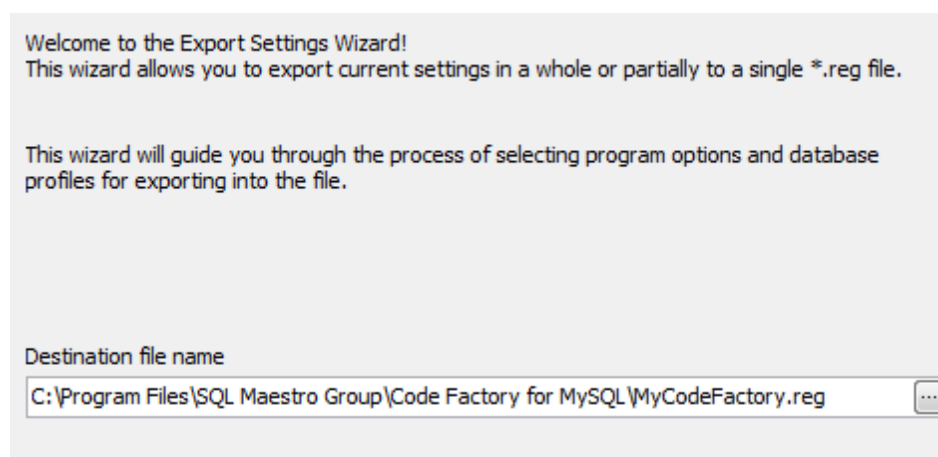 Welcome to the Export Settings Wizard!
This wizard allows you to export current settings in a whole or partially to a single *.reg file.
This wizard will guide you through the process of selecting program options and database
profiles for exporting into the file.
Destination file name
C:\Program Files\SQL Maestro Group\Code Factory for MySQL\MyCodeFactory.reg
...